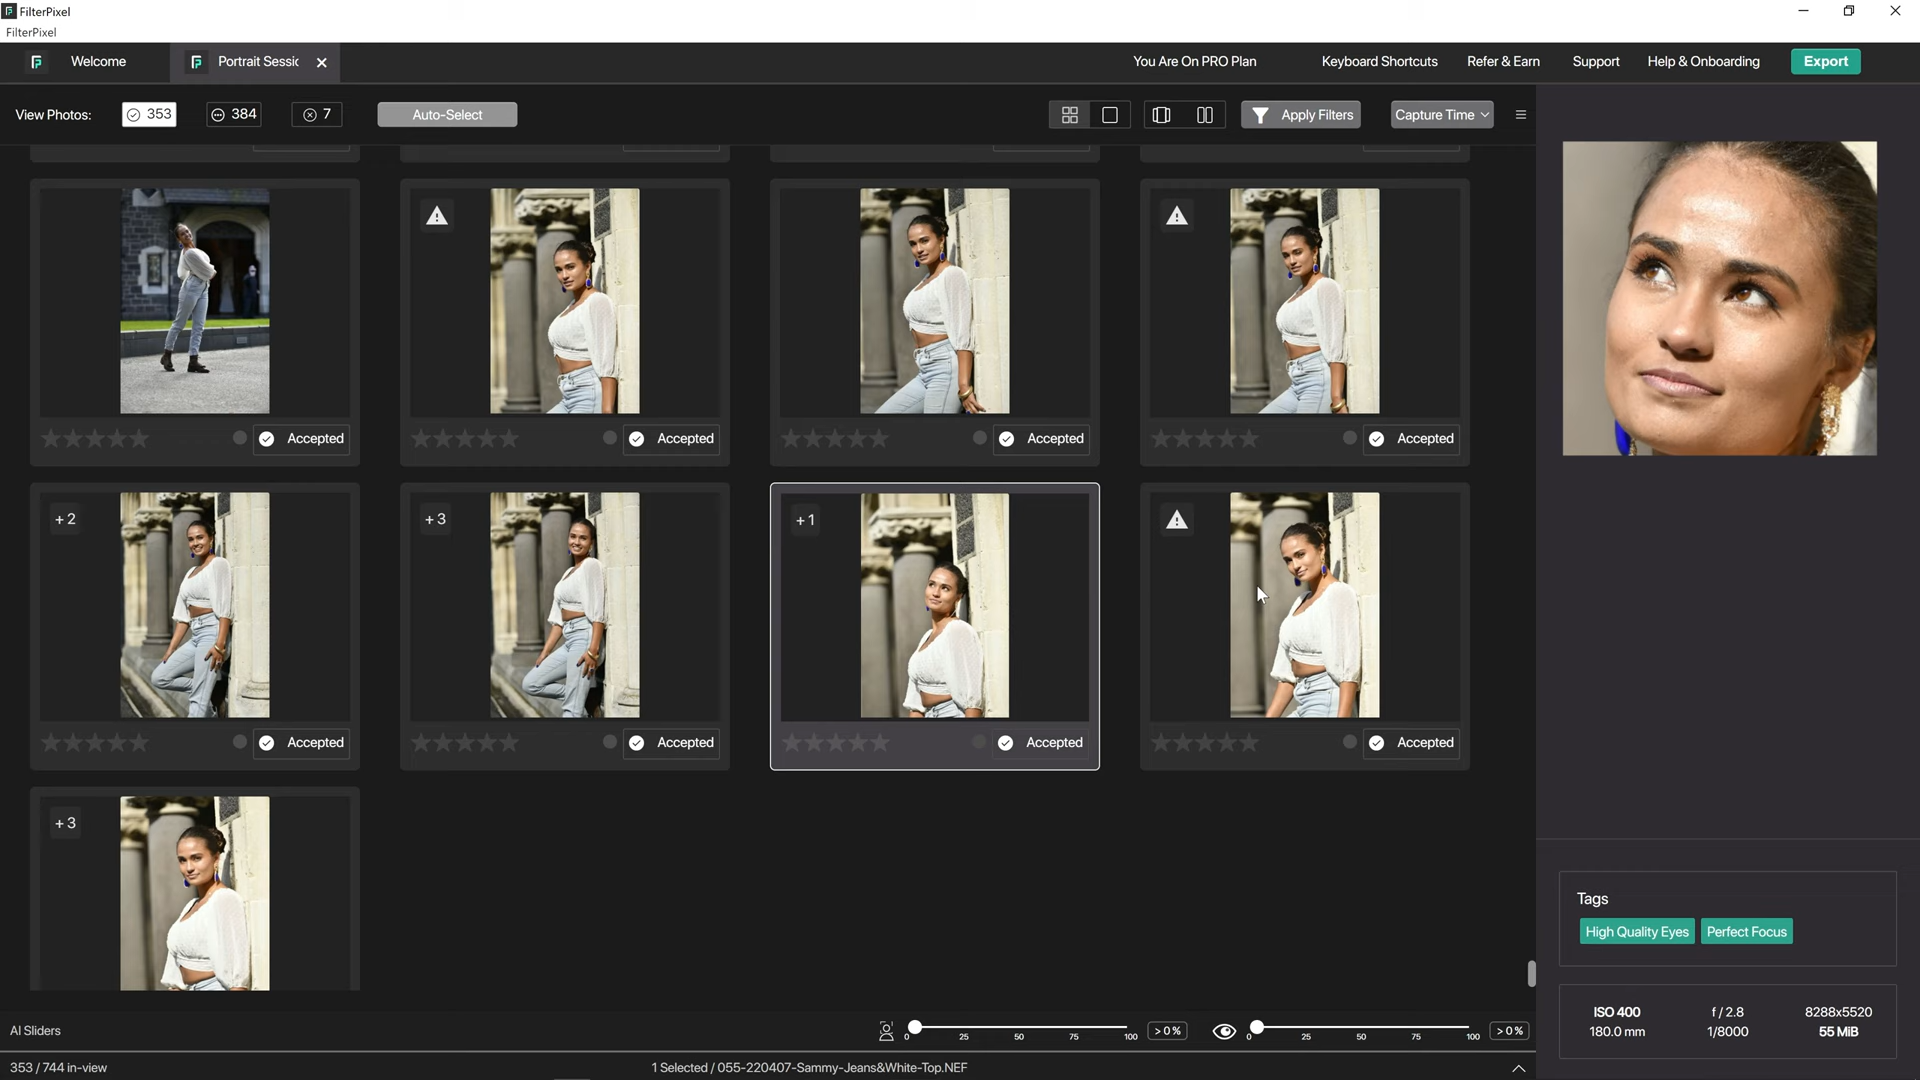 FilterPixel
FilterPixel
Welcome
Portrait Sessic
You Are On PRO Plan
Keyboard Shortcuts
Refer & Earn
Support
Help & Onboarding
Export
View Photos:
353
384
7
Auto-Select
Apply Filters
Capture Time
Accepted
Accepted
Accepted
Accepted
+2
+3
+1
Accepted
Accepted
Accepted
Accepted
+3
Tags
High Quality Eyes
Perfect Focus
ISO 400
f / 2.8
8288x5520
180.0 mm
1/8000
55 MiB
AI Sliders
0
25
50
75
100
> 0 %
0
25
50
75
100
> 0 %
353 / 744 in-view
1 Selected / 055-220407-Sammy-Jeans&White-Top.NEF